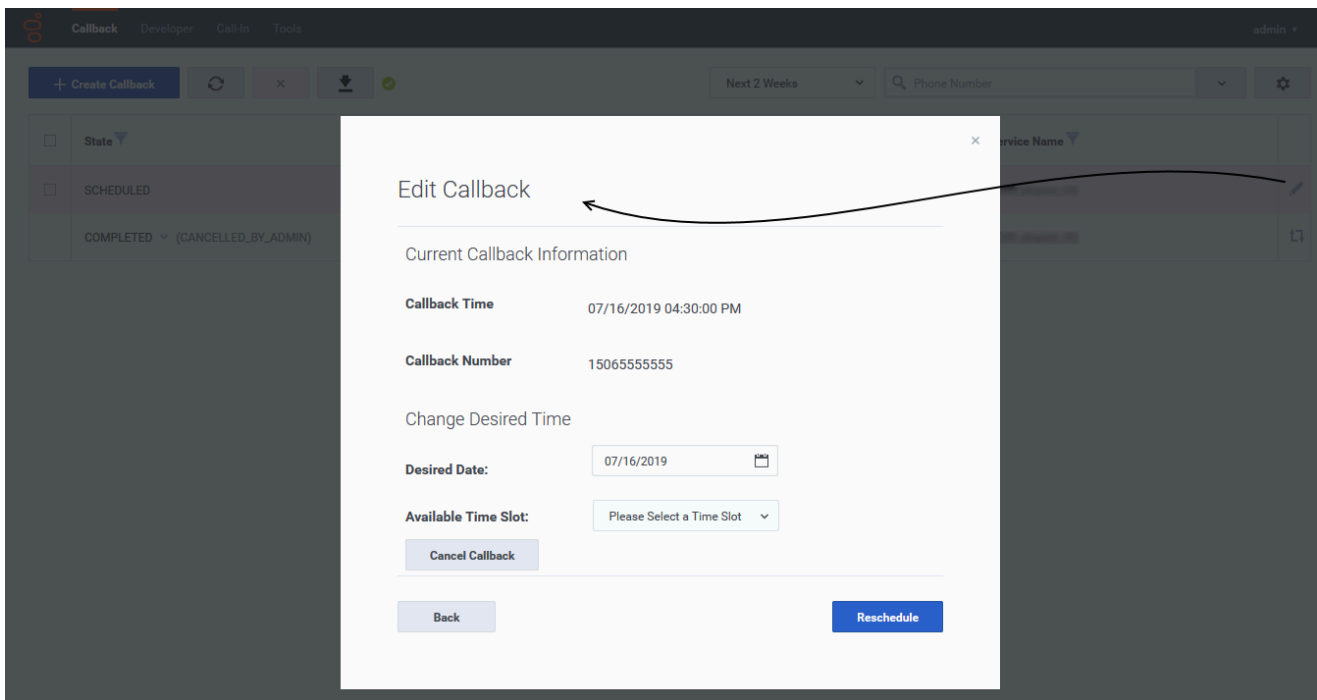 Callback Developer Call-In Tools admin
+ Create Callback Next 2 Weeks Phone Number
State rvice Name
SCHEDULED
COMPLETED (CANCELLED_BY_ADMIN)
Edit Callback
Current Callback Information
Callback Time 07/16/2019 04:30:00 PM
Callback Number 15065555555
Change Desired Time
Desired Date: 07/16/2019
Available Time Slot: Please Select a Time Slot
Cancel Callback
Back Reschedule